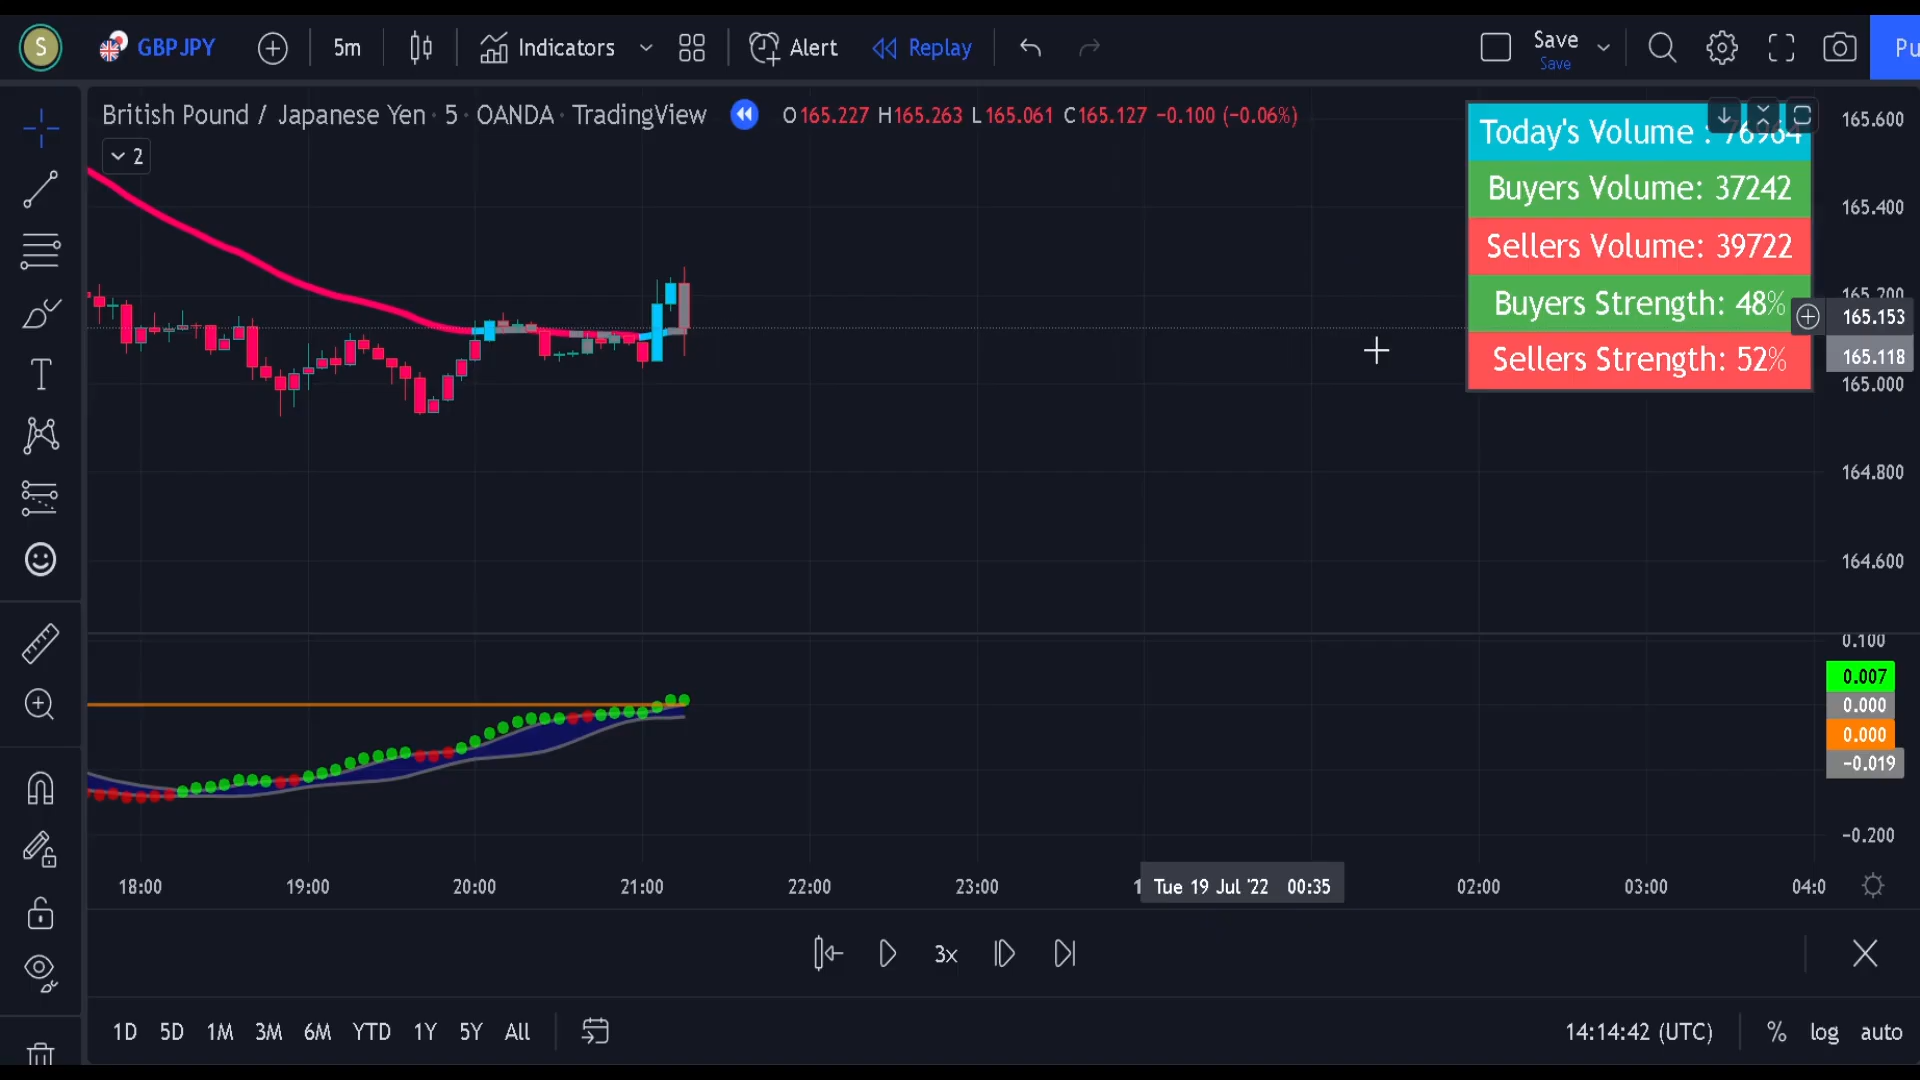 S GBPJPY 5m Indicators Alert Replay Save Pu
Save
British Pound / Japanese Yen · 5 · OANDA · TradingView O165.227 H165.263 L165.061 C165.127 −0.100 (−0.06%)
2
Today's Volume : 76964
Buyers Volume: 37242
Sellers Volume: 39722
Buyers Strength: 48%
Sellers Strength: 52%
165.600
165.400
165.153
165.118
165.000
164.800
164.600
0.100
0.007
0.000
0.000
−0.019
−0.200
18:00 19:00 20:00 21:00 22:00 23:00 1 Tue 19 Jul '22 00:35 02:00 03:00 04:0
3x
1D 5D 1M 3M 6M YTD 1Y 5Y All 14:14:42 (UTC) % log auto